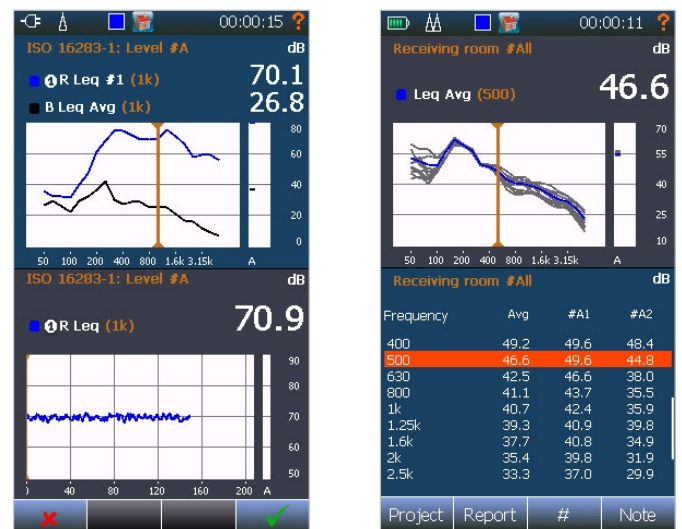 00:00:15 ?
ISO 16283-1: Level #A dB
1 R Leq #1 (1k) 70.1
B Leq Avg (1k) 26.8
80
60
40
20
0
50 100 200 400 800 1.6k 3.15k A
ISO 16283-1: Level #A dB
1 R Leq (1k) 70.9
90
80
70
60
50
) 40 80 120 160 200 A
00:00:11 ?
Receiving room #All dB
Leq Avg (500) 46.6
70
55
40
25
10
50 100 200 400 800 1.6k 3.15k A
Receiving room #All dB
Frequency Avg #A1 #A2
400 49.2 49.6 48.4
500 46.6 49.6 44.8
630 42.5 46.6 38.0
800 41.1 43.7 35.5
1k 40.7 42.4 35.9
1.25k 39.3 40.9 39.8
1.6k 37.7 40.8 34.9
2k 35.4 39.8 31.9
2.5k 33.3 37.0 29.9
Project Report # Note